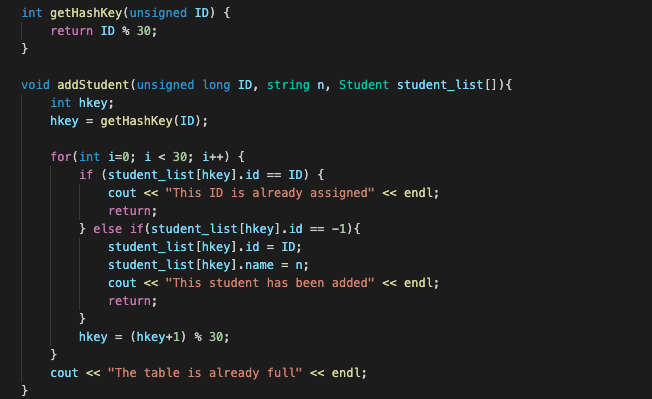 int getHashKey(unsigned ID) {
    return ID % 30;
}
void addStudent(unsigned long ID, string n, Student student_list[]){
    int hkey;
    hkey = getHashKey(ID);
    for(int i=0; i < 30; i++) {
        if (student_list[hkey].id == ID) {
            cout << "This ID is already assigned" << endl;
            return;
        } else if(student_list[hkey].id == -1){
            student_list[hkey].id = ID;
            student_list[hkey].name = n;
            cout << "This student has been added" << endl;
            return;
        }
        hkey = (hkey+1) % 30;
    }
    cout << "The table is already full" << endl;
}